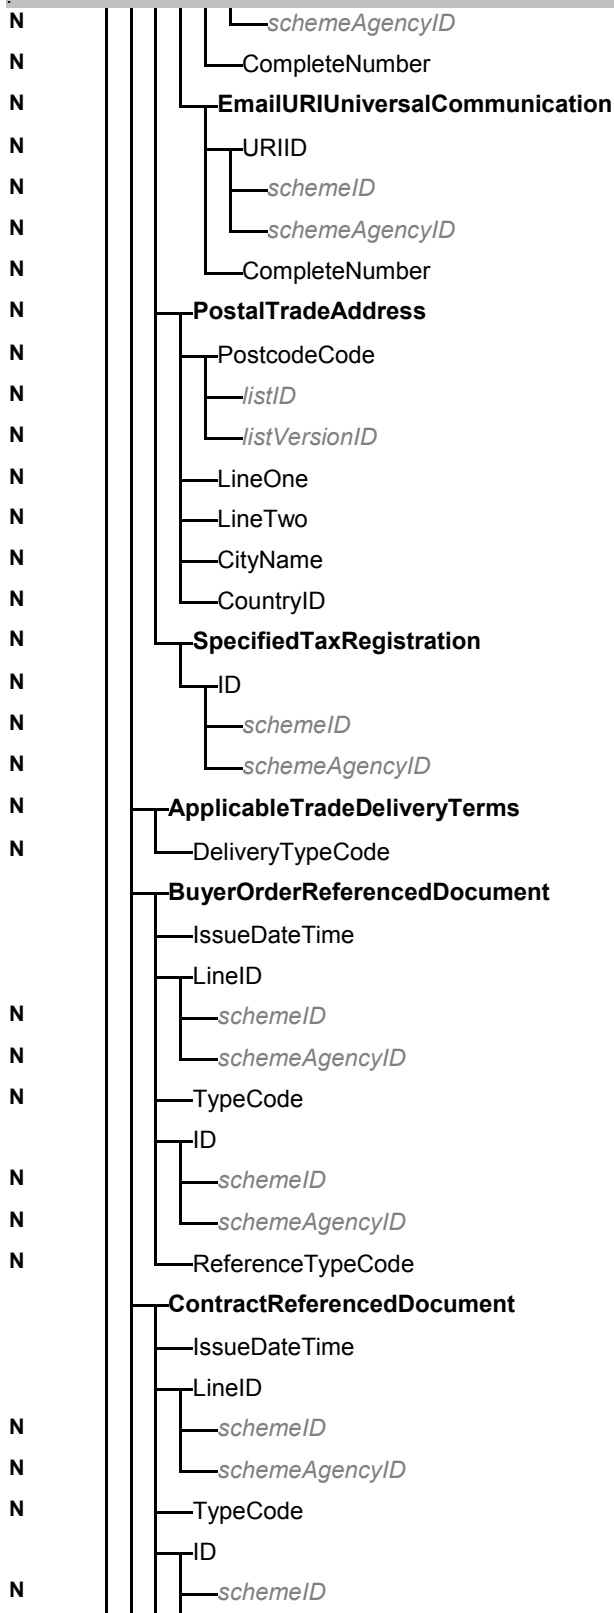 N schemeAgencyID
N CompleteNumber
N EmailURIUniversalCommunication
N URIID
N schemeID
N schemeAgencyID
N CompleteNumber
N PostalTradeAddress
N PostcodeCode
N listID
N listVersionID
N LineOne
N LineTwo
N CityName
N CountryID
N SpecifiedTaxRegistration
N ID
N schemeID
N schemeAgencyID
N ApplicableTradeDeliveryTerms
N DeliveryTypeCode
BuyerOrderReferencedDocument
IssueDateTime
LineID
N schemeID
N schemeAgencyID
N TypeCode
ID
N schemeID
N schemeAgencyID
N ReferenceTypeCode
ContractReferencedDocument
IssueDateTime
LineID
N schemeID
N schemeAgencyID
N TypeCode
ID
N schemeID